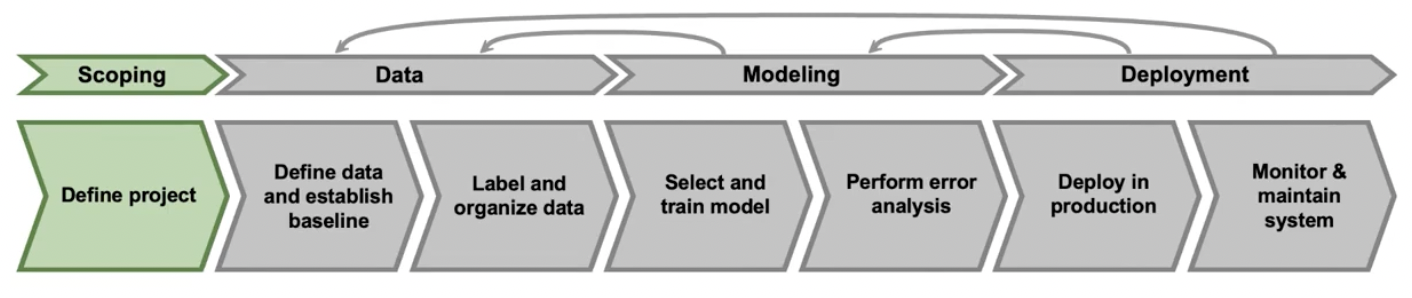 Scoping
Data
Modeling
Deployment
Define project
Define data
and establish
baseline
Label and
organize data
Select and
train model
Perform error
analysis
Deploy in
production
Monitor &
maintain
system